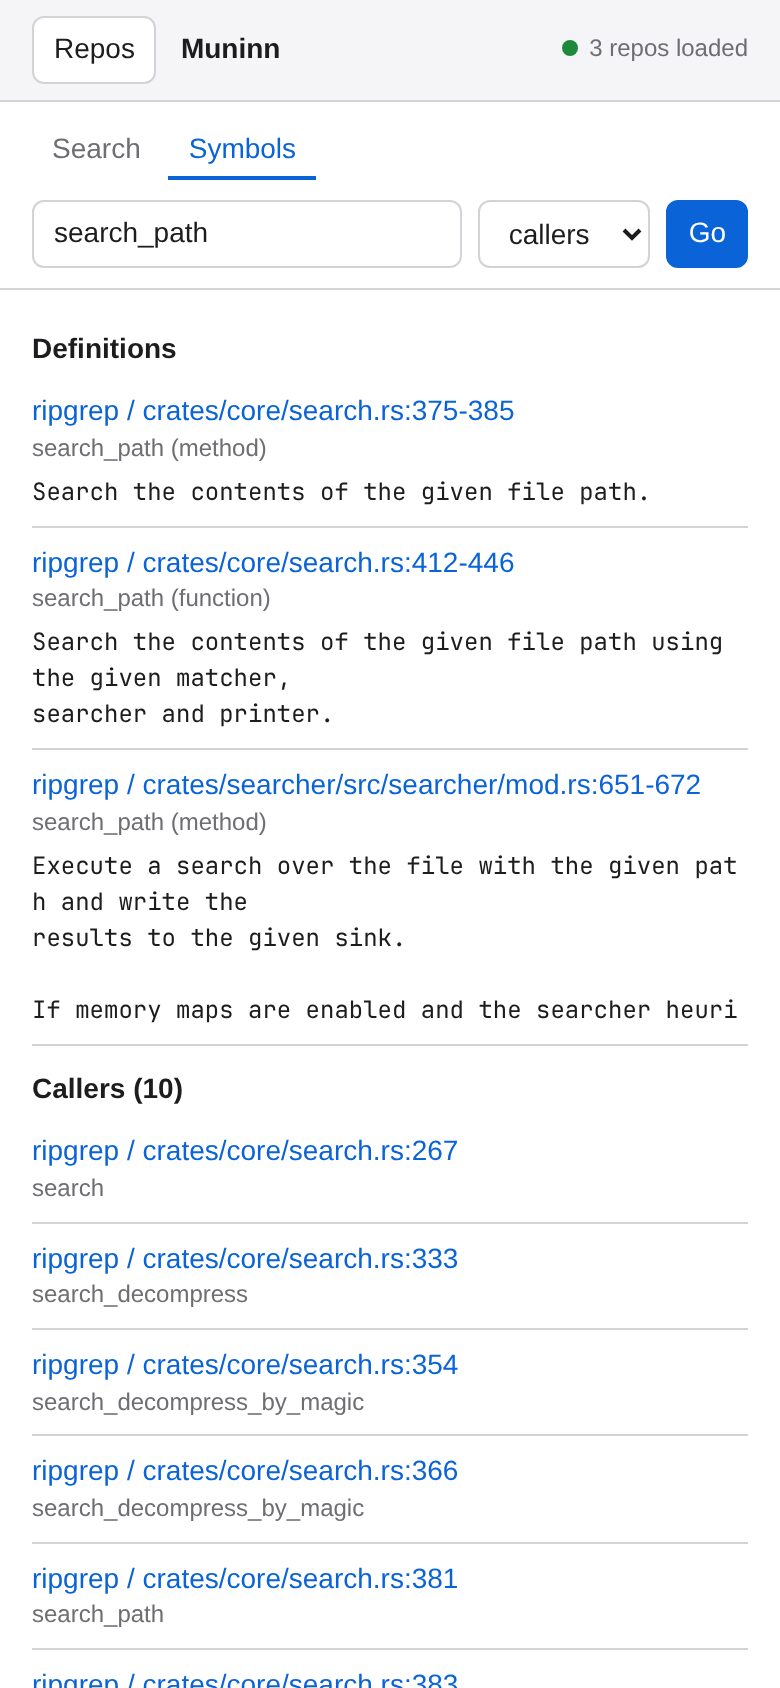 Repos Muninn 3 repos loaded
Search Symbols
search_path callers Go
Definitions
ripgrep / crates/core/search.rs:375-385
search_path (method)
Search the contents of the given file path.
ripgrep / crates/core/search.rs:412-446
search_path (function)
Search the contents of the given file path using
the given matcher,
searcher and printer.
ripgrep / crates/searcher/src/searcher/mod.rs:651-672
search_path (method)
Execute a search over the file with the given pat
h and write the
results to the given sink.
If memory maps are enabled and the searcher heuri
Callers (10)
ripgrep / crates/core/search.rs:267
search
ripgrep / crates/core/search.rs:333
search_decompress
ripgrep / crates/core/search.rs:354
search_decompress_by_magic
ripgrep / crates/core/search.rs:366
search_decompress_by_magic
ripgrep / crates/core/search.rs:381
search_path
ripgrep / crates/core/search.rs:383